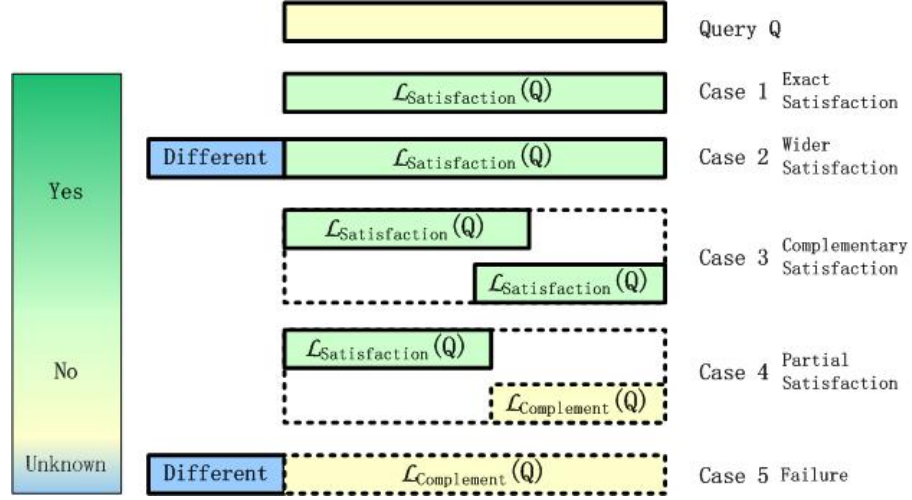 Query Q
ℒSatisfaction(Q)
Case 1 Exact Satisfaction
Different
ℒSatisfaction(Q)
Case 2 Wider Satisfaction
Yes
ℒSatisfaction(Q)
ℒSatisfaction(Q)
Case 3 Complementary Satisfaction
No
ℒSatisfaction(Q)
ℒComplement(Q)
Case 4 Partial Satisfaction
Unknown
Different
ℒComplement(Q)
Case 5 Failure